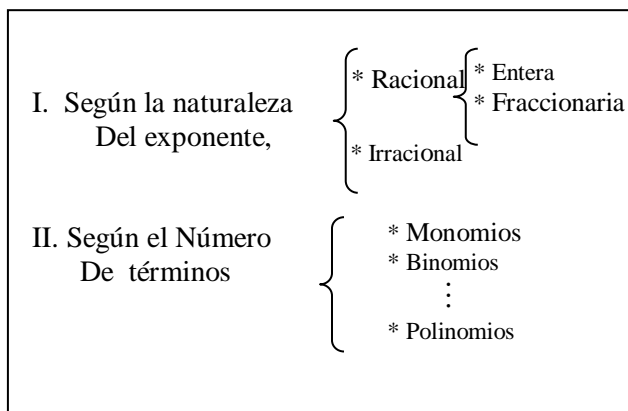 I. Según la naturaleza
Del exponente,
* Racional
* Entera
* Fraccionaria
* Irracional
II. Según el Número
De términos
* Monomios
* Binomios
⋮
* Polinomios